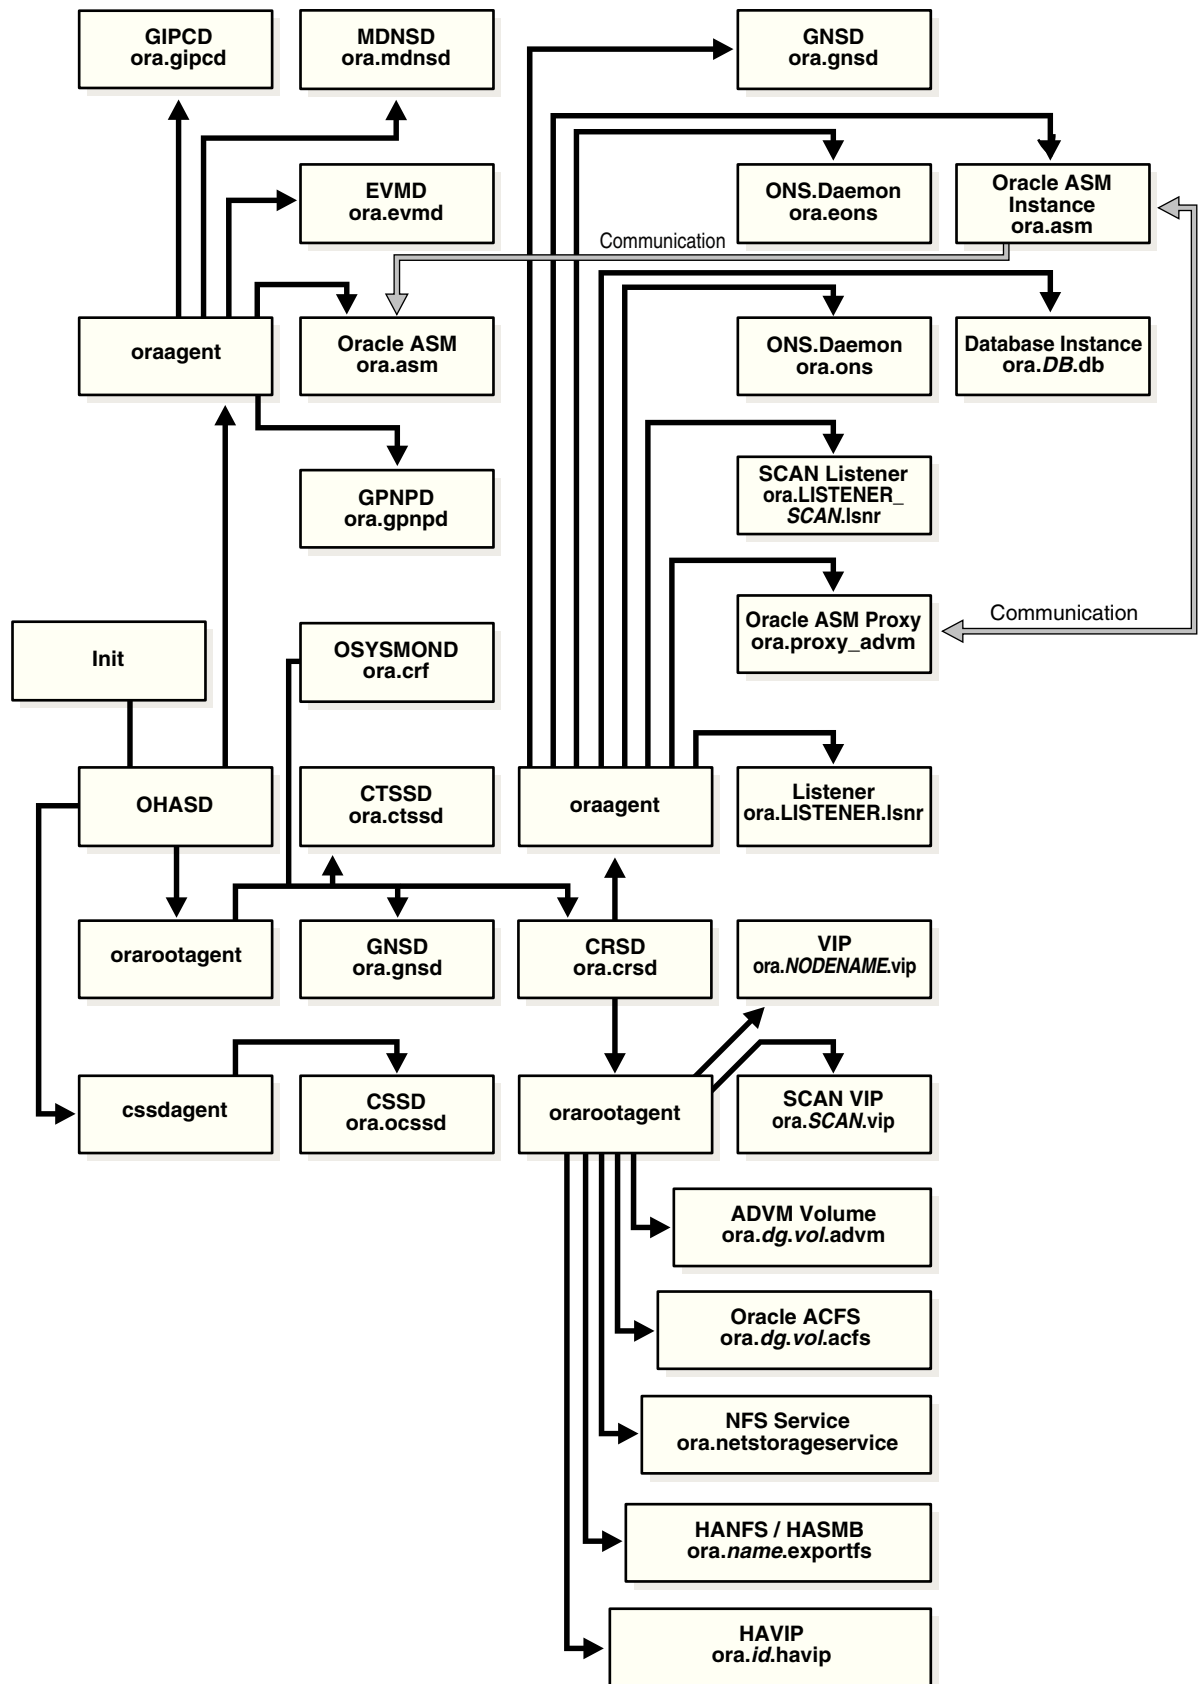 GIPCD
ora.gipcd
MDNSD
ora.mdnsd
GNSD
ora.gnsd
EVMD
ora.evmd
ONS.Daemon
ora.eons
Oracle ASM
Instance
ora.asm
Communication
oraagent
Oracle ASM
ora.asm
ONS.Daemon
ora.ons
Database Instance
ora.DB.db
GPNPD
ora.gpnpd
SCAN Listener
ora.LISTENER_
SCAN.lsnr
Init
OSYSMOND
ora.crf
Oracle ASM Proxy
ora.proxy_advm
Communication
OHASD
CTSSD
ora.ctssd
oraagent
Listener
ora.LISTENER.lsnr
orarootagent
GNSD
ora.gnsd
CRSD
ora.crsd
VIP
ora.NODENAME.vip
cssdagent
CSSD
ora.ocssd
orarootagent
SCAN VIP
ora.SCAN.vip
ADVM Volume
ora.dg.vol.advm
Oracle ACFS
ora.dg.vol.acfs
NFS Service
ora.netstorageservice
HANFS / HASMB
ora.name.exportfs
HAVIP
ora.id.havip